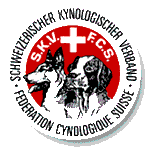 SCHWEIZERISCHER KYNOLOGISCHER VERBAND
S.K.V. F.C.S.
• FEDERATION CYNOLOGIQUE SUISSE •